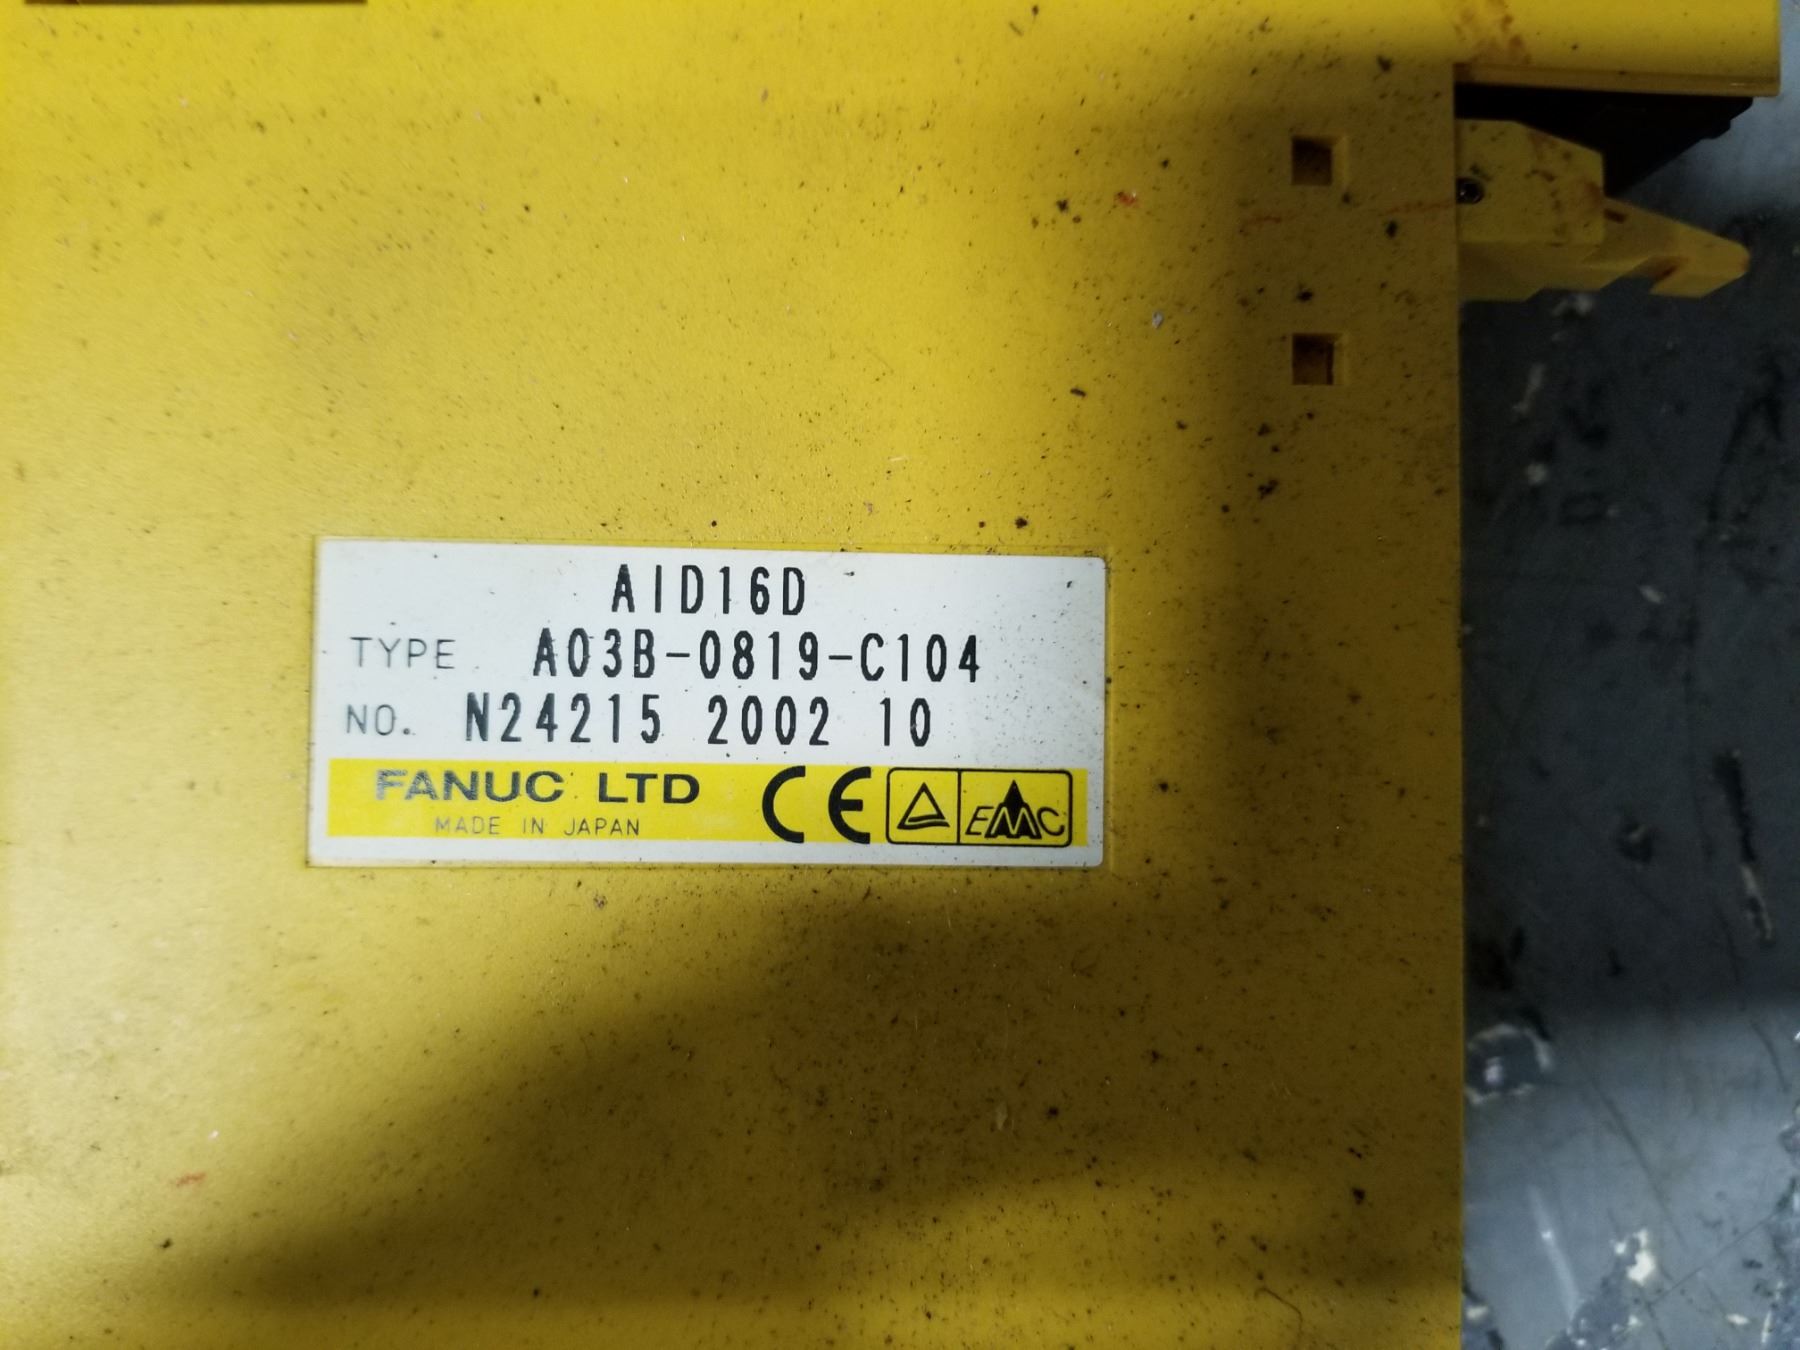 AID16D
TYPE A03B-0819-C104
NO. N24215 2002 10
FANUC LTD
MADE IN JAPAN
CE
EMC